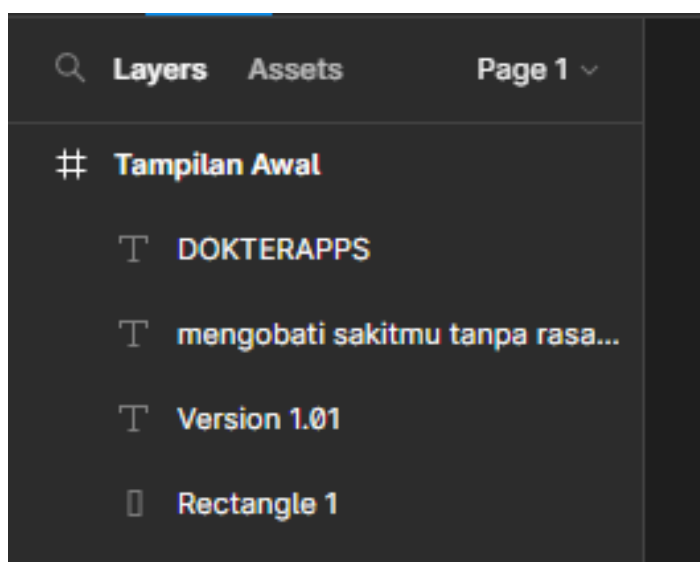 Layers Assets Page 1
Tampilan Awal
DOKTERAPPS
mengobati sakitmu tanpa rasa...
Version 1.01
Rectangle 1